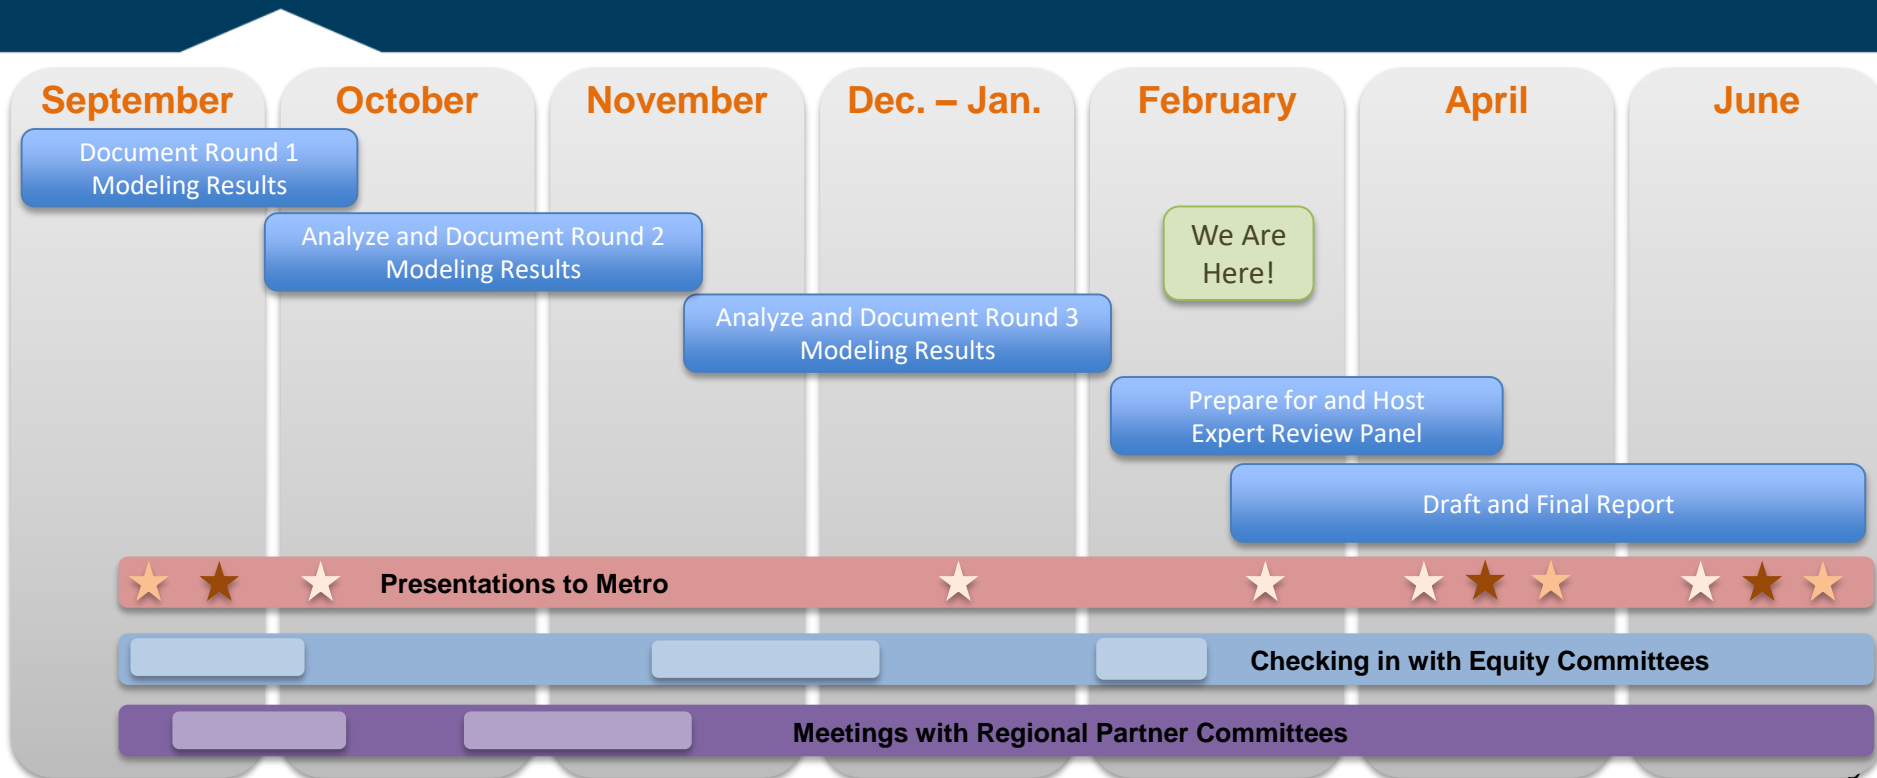 September
October
November
Dec. – Jan.
February
April
June
Document Round 1
Modeling Results
Analyze and Document Round 2
Modeling Results
We Are
Here!
Analyze and Document Round 3
Modeling Results
Prepare for and Host
Expert Review Panel
Draft and Final Report
Presentations to Metro
Checking in with Equity Committees
Meetings with Regional Partner Committees